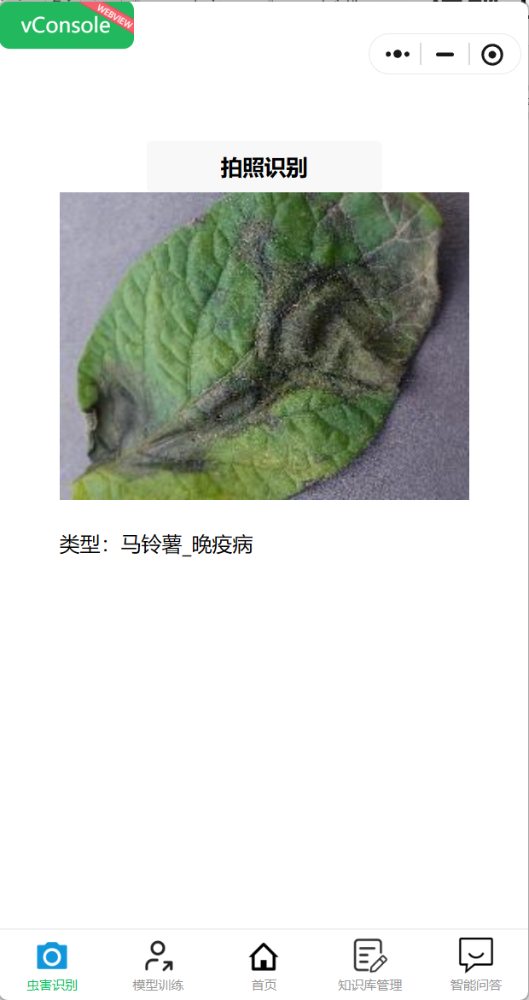 vConsole
WEBVIEW
拍照识别
类型：马铃薯_晚疫病
虫害识别
模型训练
首页
知识库管理
智能问答